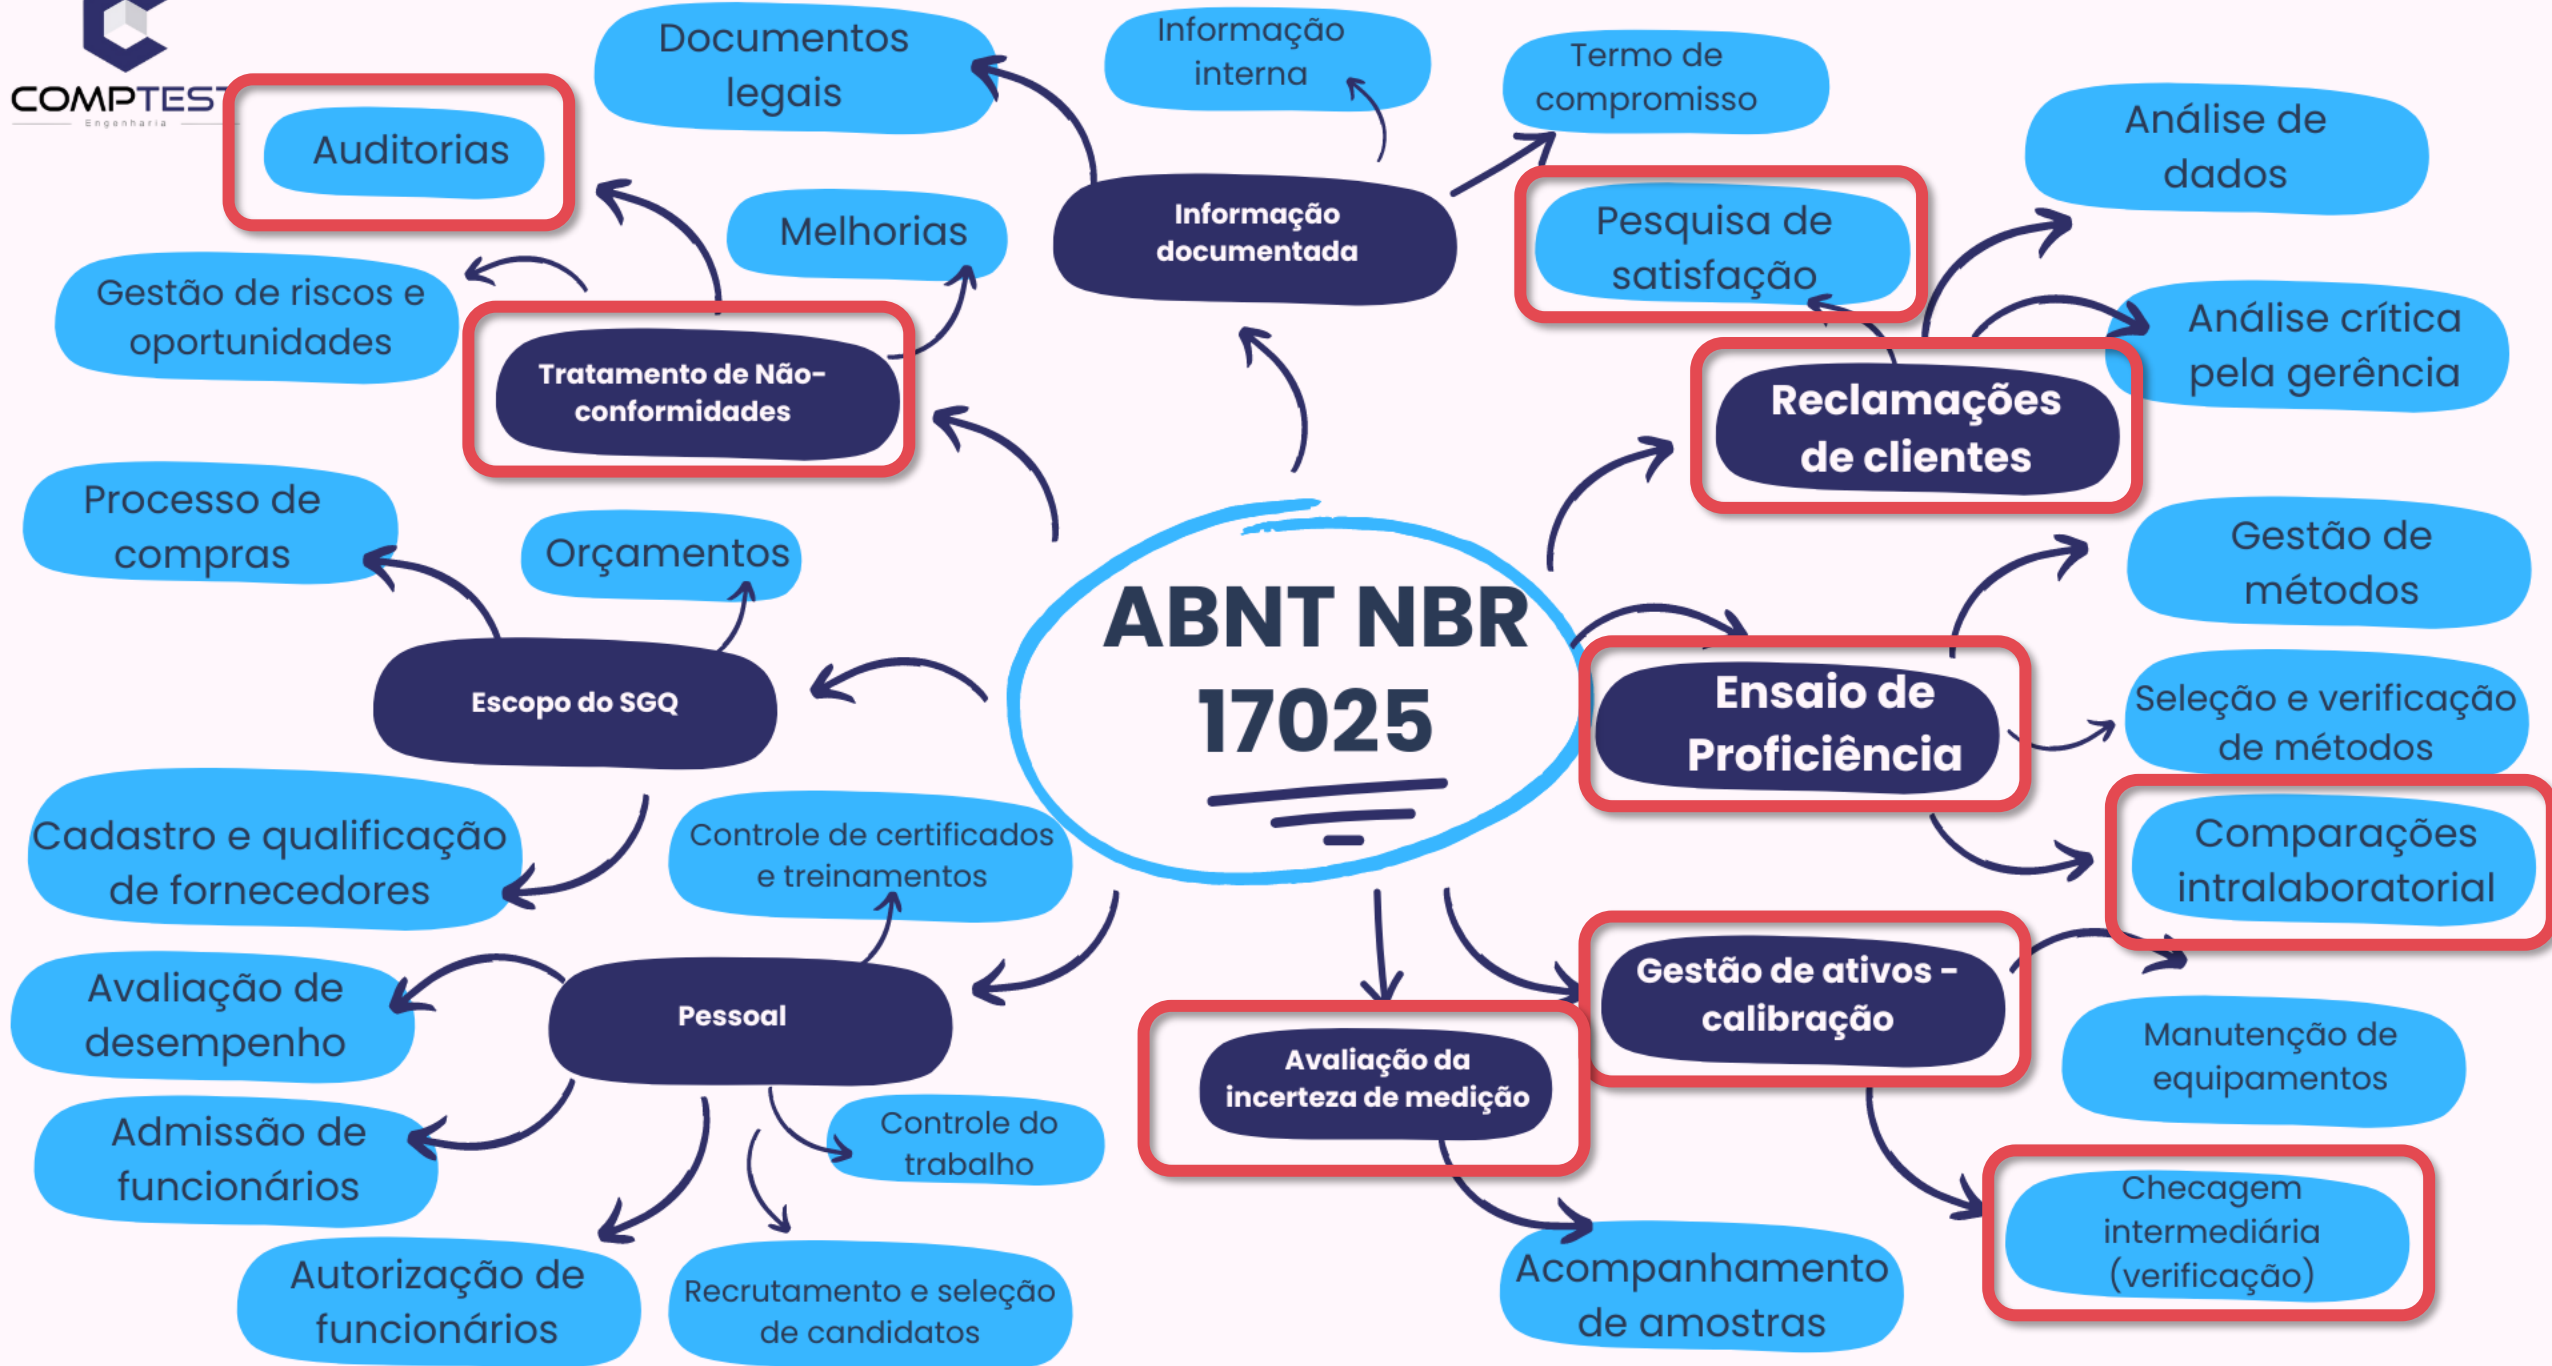 COMPTEST
Engenharia
Documentos
legais
Informação
interna
Termo de
compromisso
Análise de
dados
Auditorias
Melhorias
Informação
documentada
Pesquisa de
satisfação
Gestão de riscos e
oportunidades
Tratamento de Não-
conformidades
Análise crítica
pela gerência
Reclamações
de clientes
Processo de
compras
Orçamentos
Gestão de
métodos
ABNT NBR
17025
Escopo do SGQ
Ensaio de
Proficiência
Seleção e verificação
de métodos
Cadastro e qualificação
de fornecedores
Controle de certificados
e treinamentos
Comparações
intralaboratorial
Avaliação de
desempenho
Pessoal
Gestão de ativos -
calibração
Manutenção de
equipamentos
Avaliação da
incerteza de medição
Admissão de
funcionários
Controle do
trabalho
Checagem
intermediária
(verificação)
Autorização de
funcionários
Recrutamento e seleção
de candidatos
Acompanhamento
de amostras